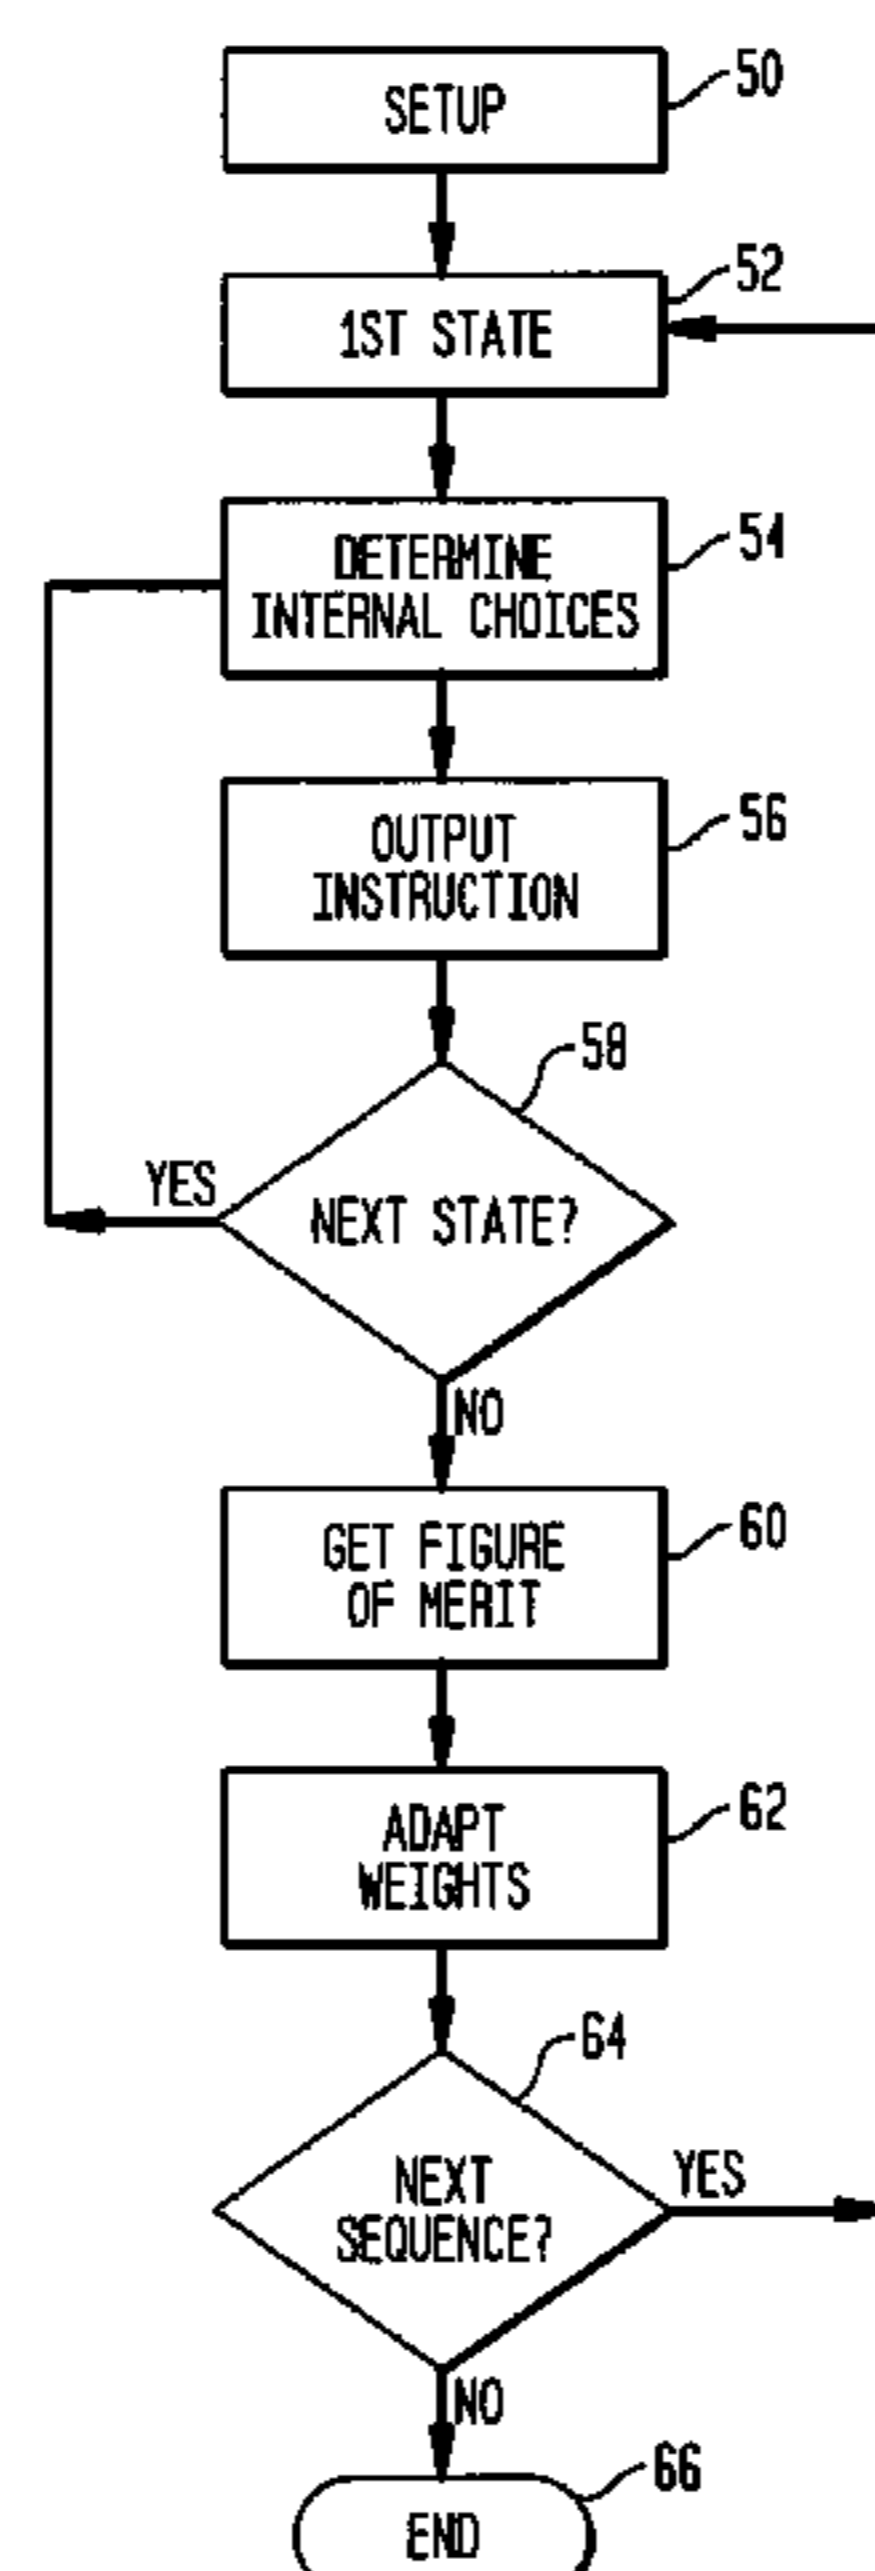 SETUP
50
1ST STATE
52
DETERMINE
INTERNAL CHOICES
54
OUTPUT
INSTRUCTION
56
58
NEXT STATE?
YES
NO
GET FIGURE
OF MERIT
60
ADAPT
WEIGHTS
62
64
NEXT
SEQUENCE?
YES
NO
66
END